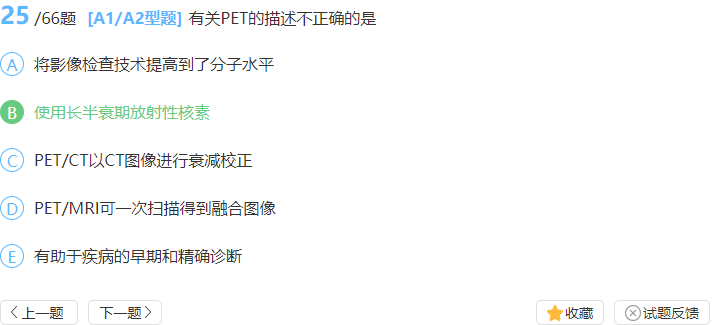 25 /66题 [A1/A2型题] 有关PET的描述不正确的是
A 将影像检查技术提高到了分子水平
B 使用长半衰期放射性核素
C PET/CT以CT图像进行衰减校正
D PET/MRI可一次扫描得到融合图像
E 有助于疾病的早期和精确诊断
上一题 下一题 收藏 试题反馈